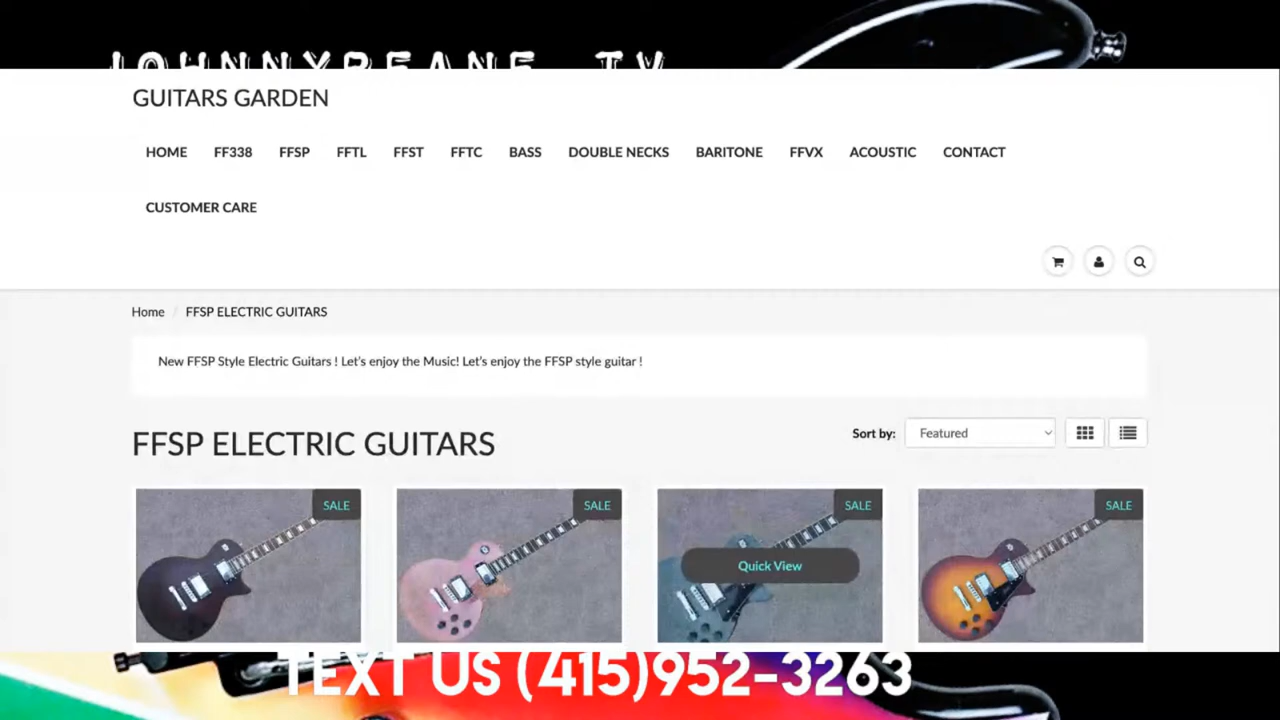 JOHNNYBEANE TV
GUITARS GARDEN
HOME FF338 FFSP FFTL FFST FFTC BASS DOUBLE NECKS BARITONE FFVX ACOUSTIC CONTACT
CUSTOMER CARE
Home / FFSP ELECTRIC GUITARS
New FFSP Style Electric Guitars ! Let's enjoy the Music! Let's enjoy the FFSP style guitar !
FFSP ELECTRIC GUITARS
Sort by: Featured
SALE SALE SALE SALE
Quick View
TEXT US (415)952-3263